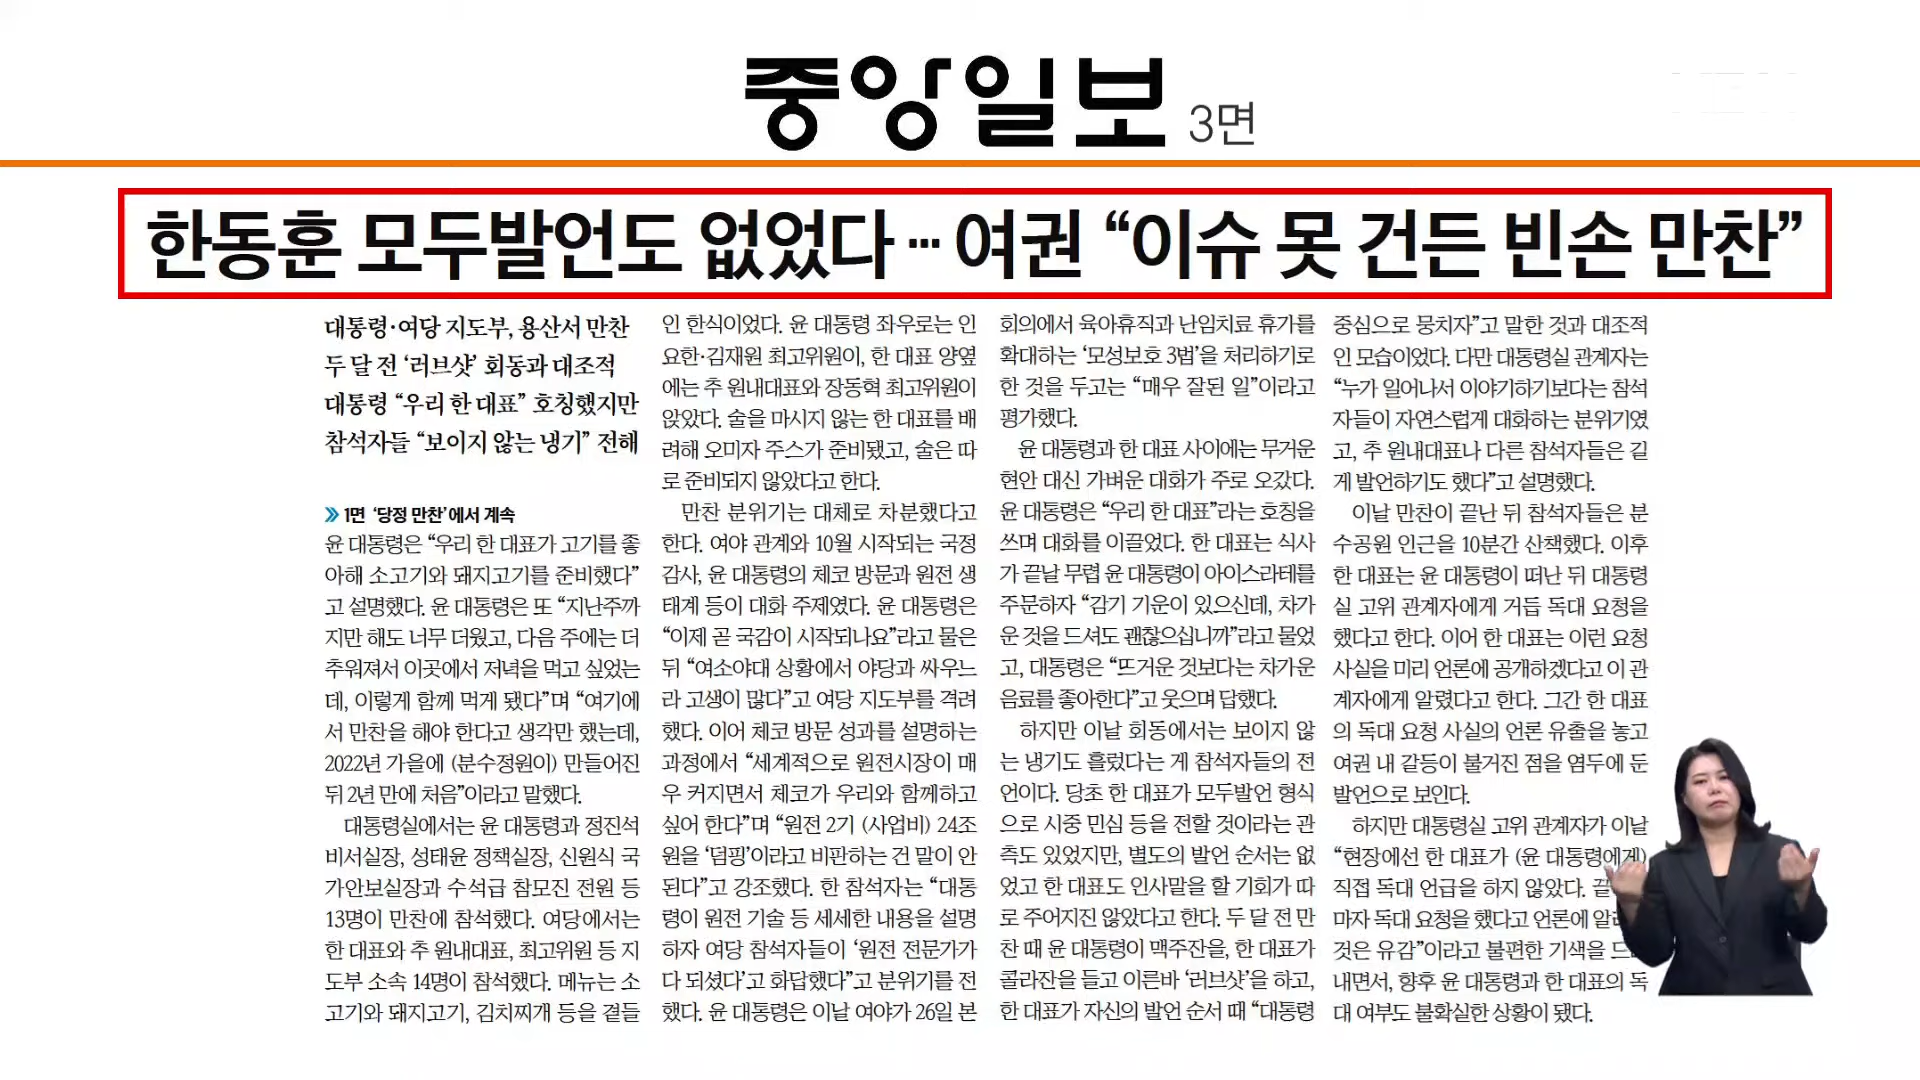 중앙일보 3면
한동훈 모두발언도 없었다… 여권 “이슈 못 건든 빈손 만찬”
대통령·여당 지도부, 용산서 만찬
두 달 전 ‘러브샷’ 회동과 대조적
대통령 “우리 한 대표” 호칭했지만
참석자들 “보이지 않는 냉기” 전해
≫ 1면 ‘당정 만찬’에서 계속
윤 대통령은 “우리 한 대표가 고기를 좋
아해 소고기와 돼지고기를 준비했다”
고 설명했다. 윤 대통령은 또 “지난주까
지만 해도 너무 더웠고, 다음 주에는 더
추워져서 이곳에서 저녁을 먹고 싶었는
데, 이렇게 함께 먹게 됐다”며 “여기에
서 만찬을 해야 한다고 생각만 했는데,
2022년 가을에 (분수정원이) 만들어진
뒤 2년 만에 처음”이라고 말했다.
대통령실에서는 윤 대통령과 정진석
비서실장, 성태윤 정책실장, 신원식 국
가안보실장과 수석급 참모진 전원 등
13명이 만찬에 참석했다. 여당에서는
한 대표와 추 원내대표, 최고위원 등 지
도부 소속 14명이 참석했다. 메뉴는 소
고기와 돼지고기, 김치찌개 등을 곁들
인 한식이었다. 윤 대통령 좌우로는 인
요한·김재원 최고위원이, 한 대표 양옆
에는 추 원내대표와 장동혁 최고위원이
앉았다. 술을 마시지 않는 한 대표를 배
려해 오미자 주스가 준비됐고, 술은 따
로 준비되지 않았다고 한다.
만찬 분위기는 대체로 차분했다고
한다. 여야 관계와 10월 시작되는 국정
감사, 윤 대통령의 체코 방문과 원전 생
태계 등이 대화 주제였다. 윤 대통령은
“이제 곧 국감이 시작되나요”라고 물은
뒤 “여소야대 상황에서 야당과 싸우느
라 고생이 많다”고 여당 지도부를 격려
했다. 이어 체코 방문 성과를 설명하는
과정에서 “세계적으로 원전시장이 매
우 커지면서 체코가 우리와 함께하고
싶어 한다”며 “원전 2기 (사업비) 24조
원을 ‘덤핑’이라고 비판하는 건 말이 안
된다”고 강조했다. 한 참석자는 “대통
령이 원전 기술 등 세세한 내용을 설명
하자 여당 참석자들이 ‘원전 전문가가
다 되셨다’고 화답했다”고 분위기를 전
했다. 윤 대통령은 이날 여야가 26일 본
회의에서 육아휴직과 난임치료 휴가를
확대하는 ‘모성보호 3법’을 처리하기로
한 것을 두고는 “매우 잘된 일”이라고
평가했다.
윤 대통령과 한 대표 사이에는 무거운
현안 대신 가벼운 대화가 주로 오갔다.
윤 대통령은 “우리 한 대표”라는 호칭을
쓰며 대화를 이끌었다. 한 대표는 식사
가 끝날 무렵 윤 대통령이 아이스라테를
주문하자 “감기 기운이 있으신데, 차가
운 것을 드셔도 괜찮으십니까”라고 물었
고, 대통령은 “뜨거운 것보다는 차가운
음료를 좋아한다”고 웃으며 답했다.
하지만 이날 회동에서는 보이지 않
는 냉기도 흘렀다는 게 참석자들의 전
언이다. 당초 한 대표가 모두발언 형식
으로 시중 민심 등을 전할 것이라는 관
측도 있었지만, 별도의 발언 순서는 없
었고 한 대표도 인사말을 할 기회가 따
로 주어지진 않았다고 한다. 두 달 전 만
찬 때 윤 대통령이 맥주잔을, 한 대표가
콜라잔을 들고 이른바 ‘러브샷’을 하고,
한 대표가 자신의 발언 순서 때 “대통령
중심으로 뭉치자”고 말한 것과 대조적
인 모습이었다. 다만 대통령실 관계자는
“누가 일어나서 이야기하기보다는 참석
자들이 자연스럽게 대화하는 분위기였
고, 추 원내대표나 다른 참석자들은 길
게 발언하기도 했다”고 설명했다.
이날 만찬이 끝난 뒤 참석자들은 분
수공원 인근을 10분간 산책했다. 이후
한 대표는 윤 대통령이 떠난 뒤 대통령
실 고위 관계자에게 거듭 독대 요청을
했다고 한다. 이어 한 대표는 이런 요청
사실을 미리 언론에 공개하겠다고 이 관
계자에게 알렸다고 한다. 그간 한 대표
의 독대 요청 사실의 언론 유출을 놓고
여권 내 갈등이 불거진 점을 염두에 둔
발언으로 보인다.
하지만 대통령실 고위 관계자가 이날
“현장에선 한 대표가 (윤 대통령에게)
직접 독대 언급을 하지 않았다.
마자 독대 요청을 했다고 언론에
것은 유감”이라고 불편한 기색을
내면서, 향후 윤 대통령과 한 대표의 독
대 여부도 불확실한 상황이 됐다.